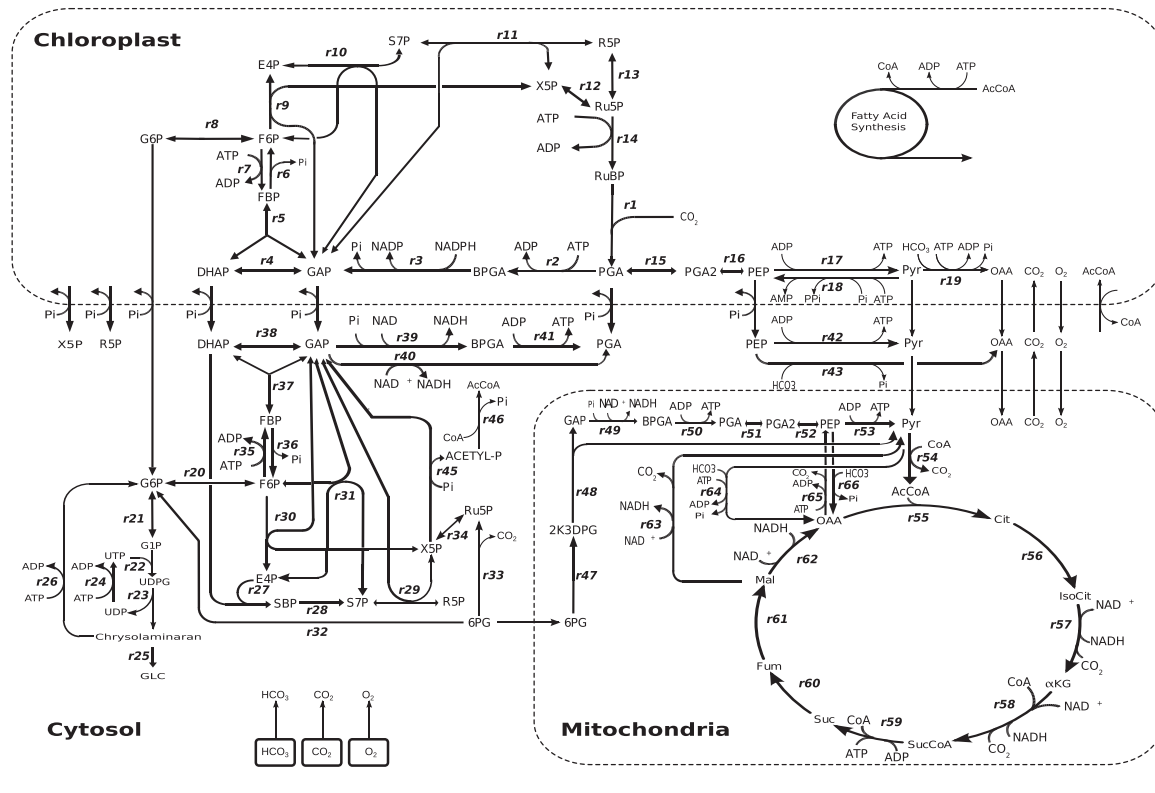 Chloroplast
r10
S7P
r11
R5P
E4P
r9
X5P
r12
r13
Ru5P
CoA
ADP
ATP
AcCoA
Fatty Acid
Synthesis
G6P
r8
F6P
ATP
ADP
r14
ATP
ADP
r7
r6
Pi
FBP
RuBP
r5
r1
CO2
DHAP
r4
GAP
Pi
NADP
NADPH
r3
BPGA
ADP
ATP
r2
PGA
r15
PGA2
r16
PEP
ADP
ATP
r17
r18
AMP
PPi
Pi
ATP
Pyr
HCO3
ATP
ADP
Pi
r19
OAA
CO2
O2
AcCoA
Pi
Pi
Pi
Pi
Pi
Pi
Pi
CoA
X5P
R5P
DHAP
r38
GAP
Pi
NAD
NADH
r39
BPGA
ADP
ATP
r41
PGA
r40
NAD +
NADH
PEP
ADP
ATP
r42
Pyr
r43
HCO3
Pi
OAA
CO2
O2
r37
FBP
AcCoA
Pi
r46
CoA
ADP
r35
ATP
r36
Pi
ACETYL-P
r45
Pi
GAP
Pi
NAD +
NADH
r49
BPGA
ADP
ATP
r50
PGA
r51
PGA2
r52
PEP
ADP
ATP
r53
Pyr
OAA
CO2
O2
CoA
r54
CO2
AcCoA
G6P
r20
F6P
r31
r30
r21
G1P
UTP
r22
UDPG
r23
UDP
ADP
r26
ATP
ADP
r24
ATP
Chrysolaminaran
r25
GLC
Ru5P
r34
X5P
CO2
r33
E4P
r27
SBP
r28
S7P
r29
R5P
r32
6PG
6PG
r47
2K3DPG
r48
CO2
NADH
r63
NAD +
HCO3
ATP
r64
ADP
Pi
CO2
ADP
r65
ATP
HCO3
r66
Pi
OAA
r55
Cit
r56
IsoCit
NAD +
r57
NADH
CO2
αKG
CoA
r58
NAD +
NADH
CO2
SucCoA
r59
CoA
ATP
ADP
Suc
r60
Fum
r61
Mal
NADH
r62
NAD +
HCO3
CO2
O2
HCO3
CO2
O2
Cytosol
Mitochondria